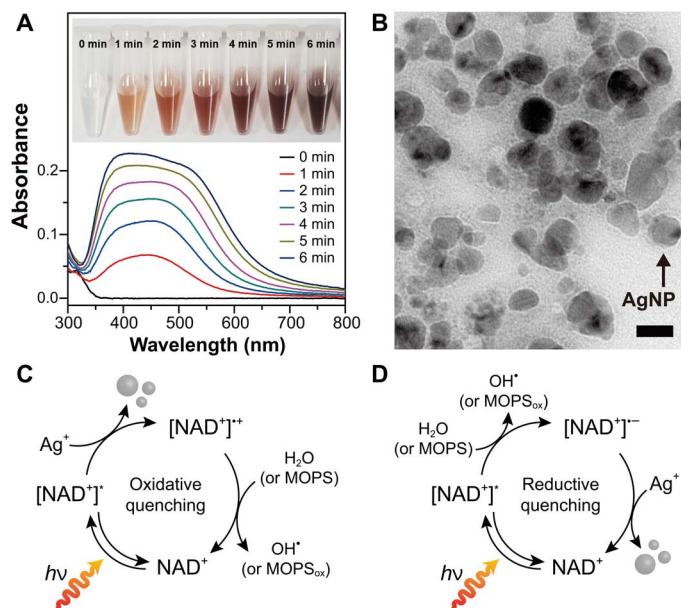 A
0 min 1 min 2 min 3 min 4 min 5 min 6 min
Absorbance
0.2
0.1
0.0
0 min
1 min
2 min
3 min
4 min
5 min
6 min
300 400 500 600 700 800
Wavelength (nm)
B
AgNP
C
Ag⁺
[NAD⁺]•⁺
H₂O
(or MOPS)
[NAD⁺]*
Oxidative
quenching
OH•
(or MOPSₒₓ)
NAD⁺
hν
D
OH•
(or MOPSₒₓ)
[NAD⁺]•⁻
H₂O
(or MOPS)
Ag⁺
[NAD⁺]*
Reductive
quenching
NAD⁺
hν